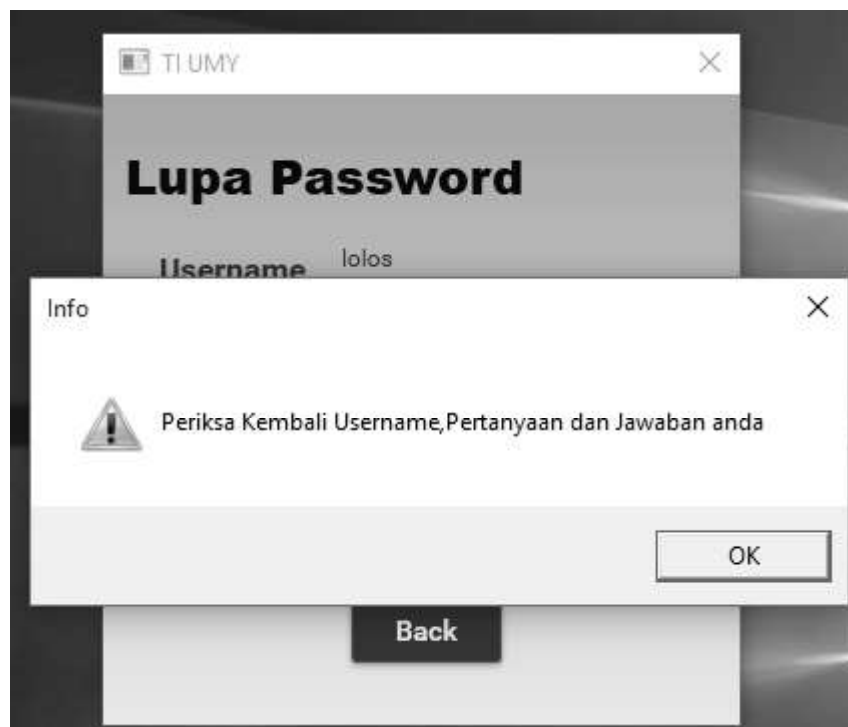 TI UMY
Lupa Password
Username lolos
Info
Periksa Kembali Username,Pertanyaan dan Jawaban anda
OK
Back